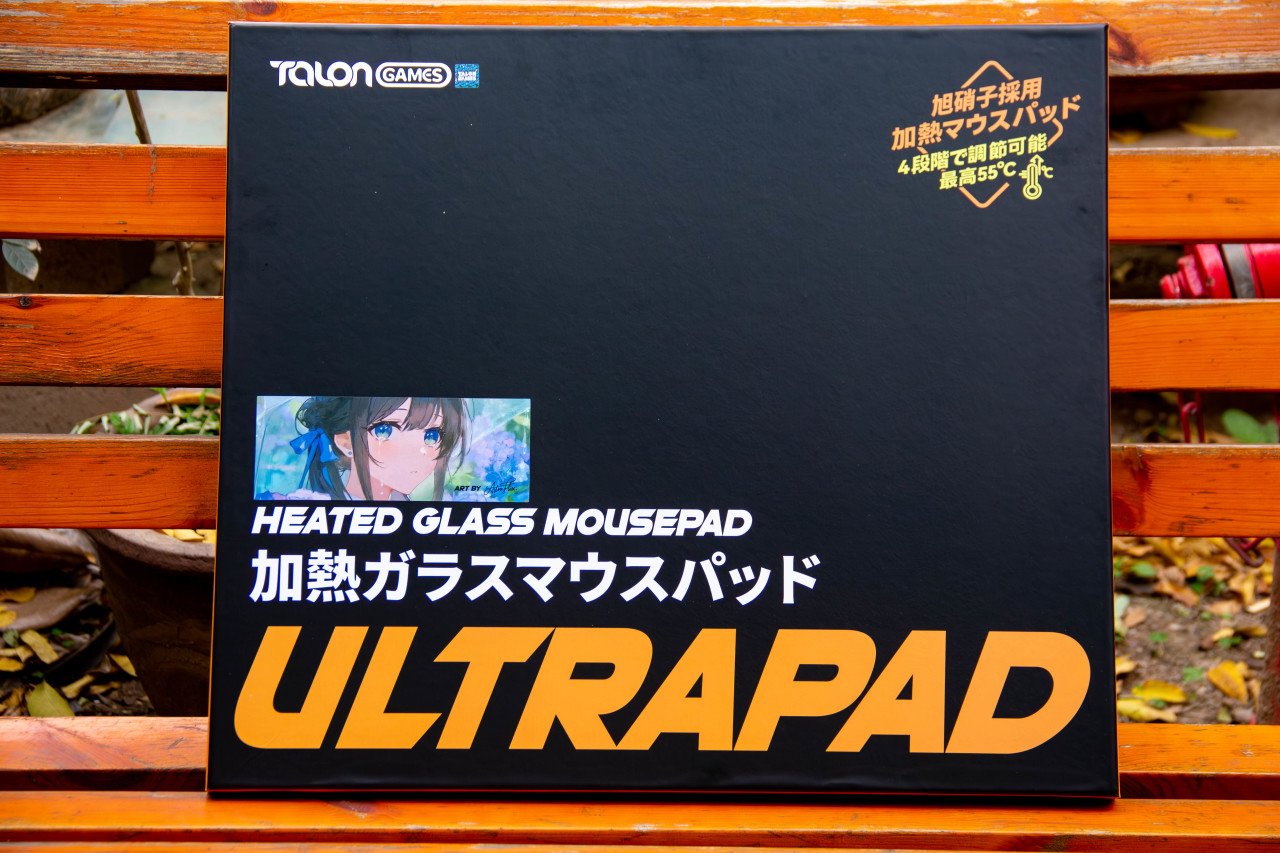 TALON GAMES
TALON GAMES
旭硝子採用
加熱マウスパッド
4段階で調節可能
最高55℃
℃
ART BY
HEATED GLASS MOUSEPAD
加熱ガラスマウスパッド
ULTRAPAD